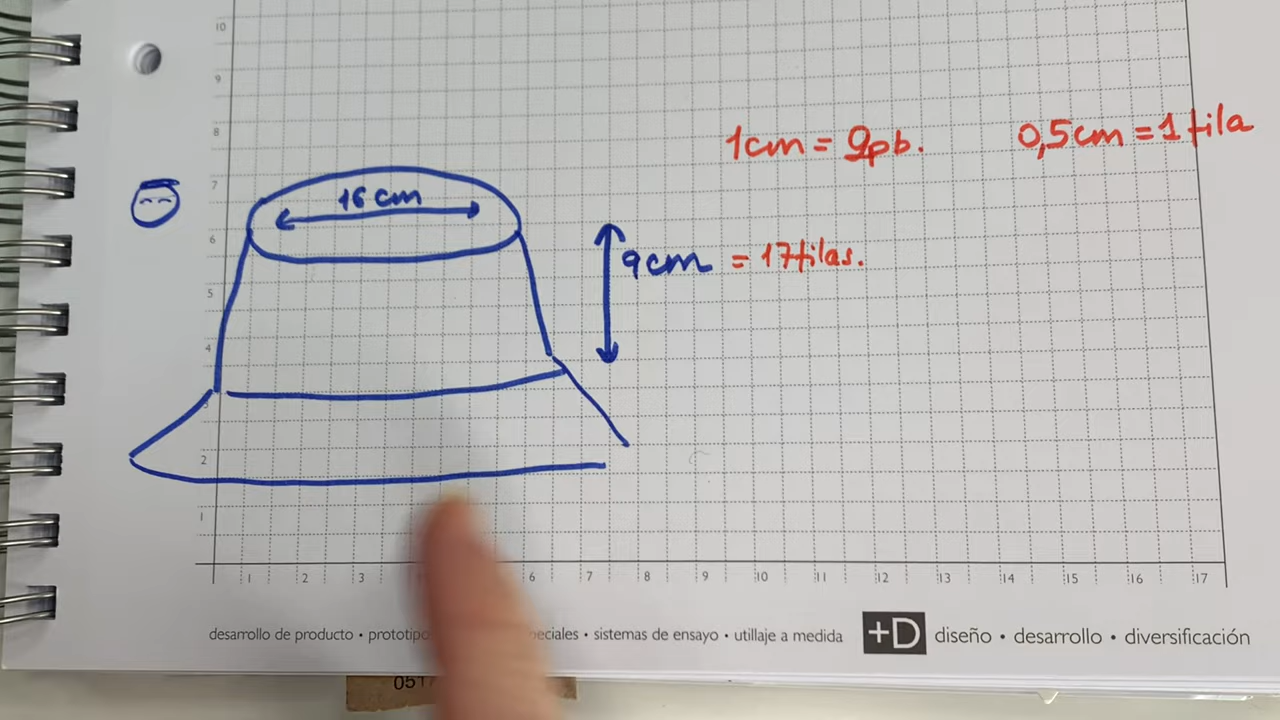 10
9
8
7
6
5
4
3
2
1
1cm = 2pb.
0,5cm = 1 fila
16 cm
9cm = 17 filas.
1 2 3 6 7 8 9 10 11 12 13 14 15 16 17
desarrollo de producto • prototipo
eciales • sistemas de ensayo • utillaje a medida
+D diseño • desarrollo • diversificación
051